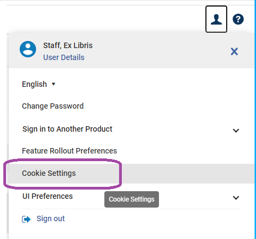 ?
Staff, Ex Libris
User Details
English
Change Password
Sign in to Another Product
Feature Rollout Preferences
Cookie Settings
Cookie Settings
UI Preferences
Sign out